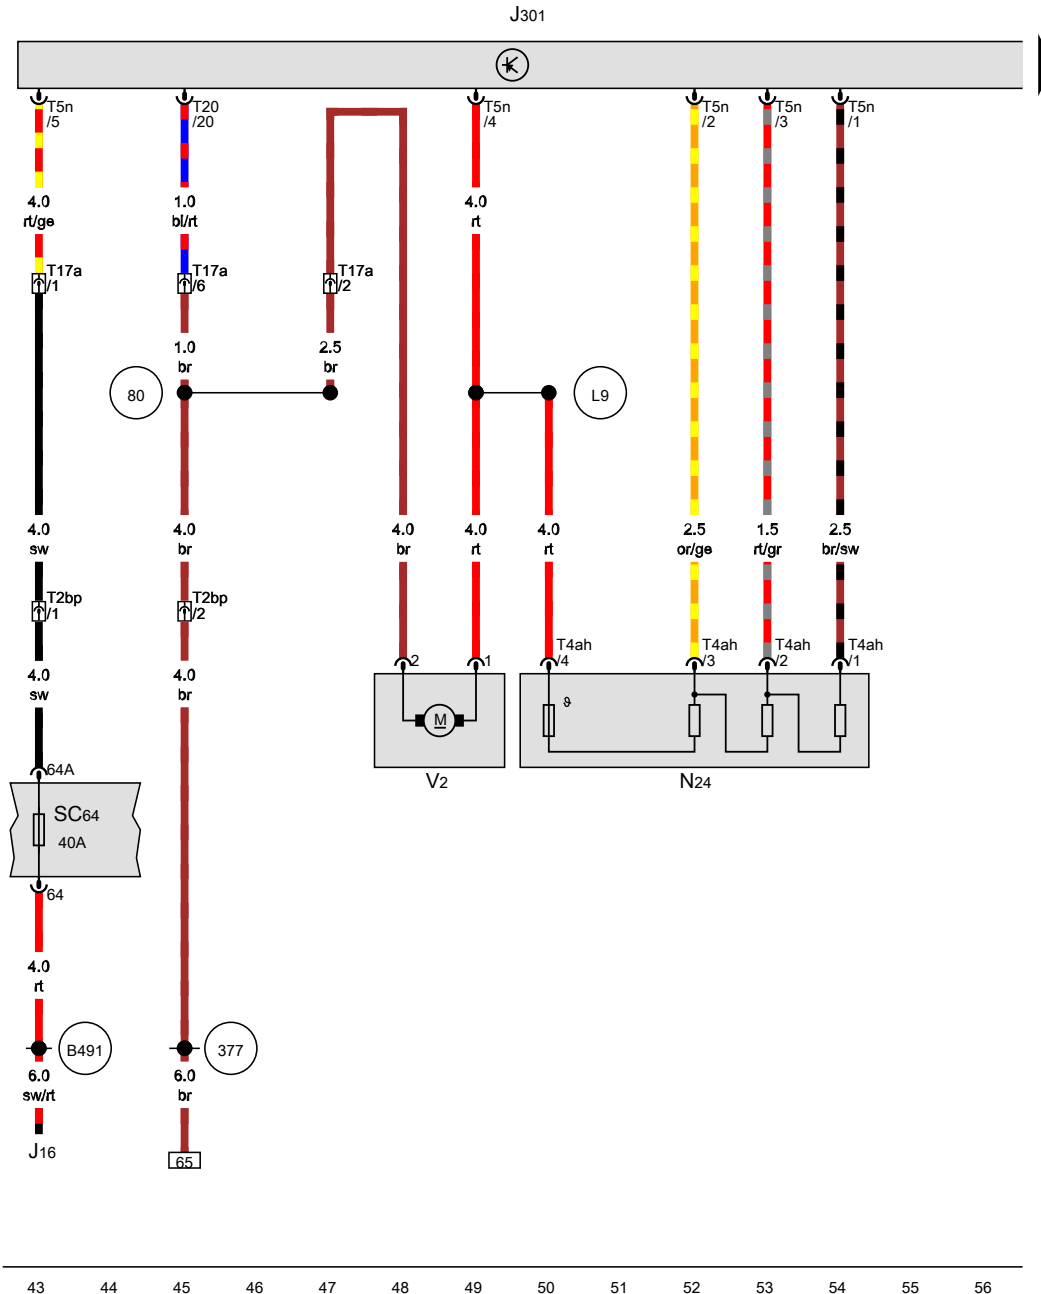 J301
T5n
/5
T20
/20
T5n
/4
T5n
/2
T5n
/3
T5n
/1
4.0
rt/ge
1.0
bl/rt
4.0
rt
T17a
/1
T17a
/6
T17a
/2
1.0
br
2.5
br
80
L9
4.0
sw
4.0
br
4.0
br
4.0
rt
4.0
rt
2.5
or/ge
1.5
rt/gr
2.5
br/sw
T2bp
/1
T2bp
/2
T4ah
/4
T4ah
/3
T4ah
/2
T4ah
/1
2
1
4.0
sw
4.0
br
M
ϑ
V2
N24
64A
SC64
40A
64
4.0
rt
B491
377
6.0
sw/rt
6.0
br
J16
65
43 44 45 46 47 48 49 50 51 52 53 54 55 56